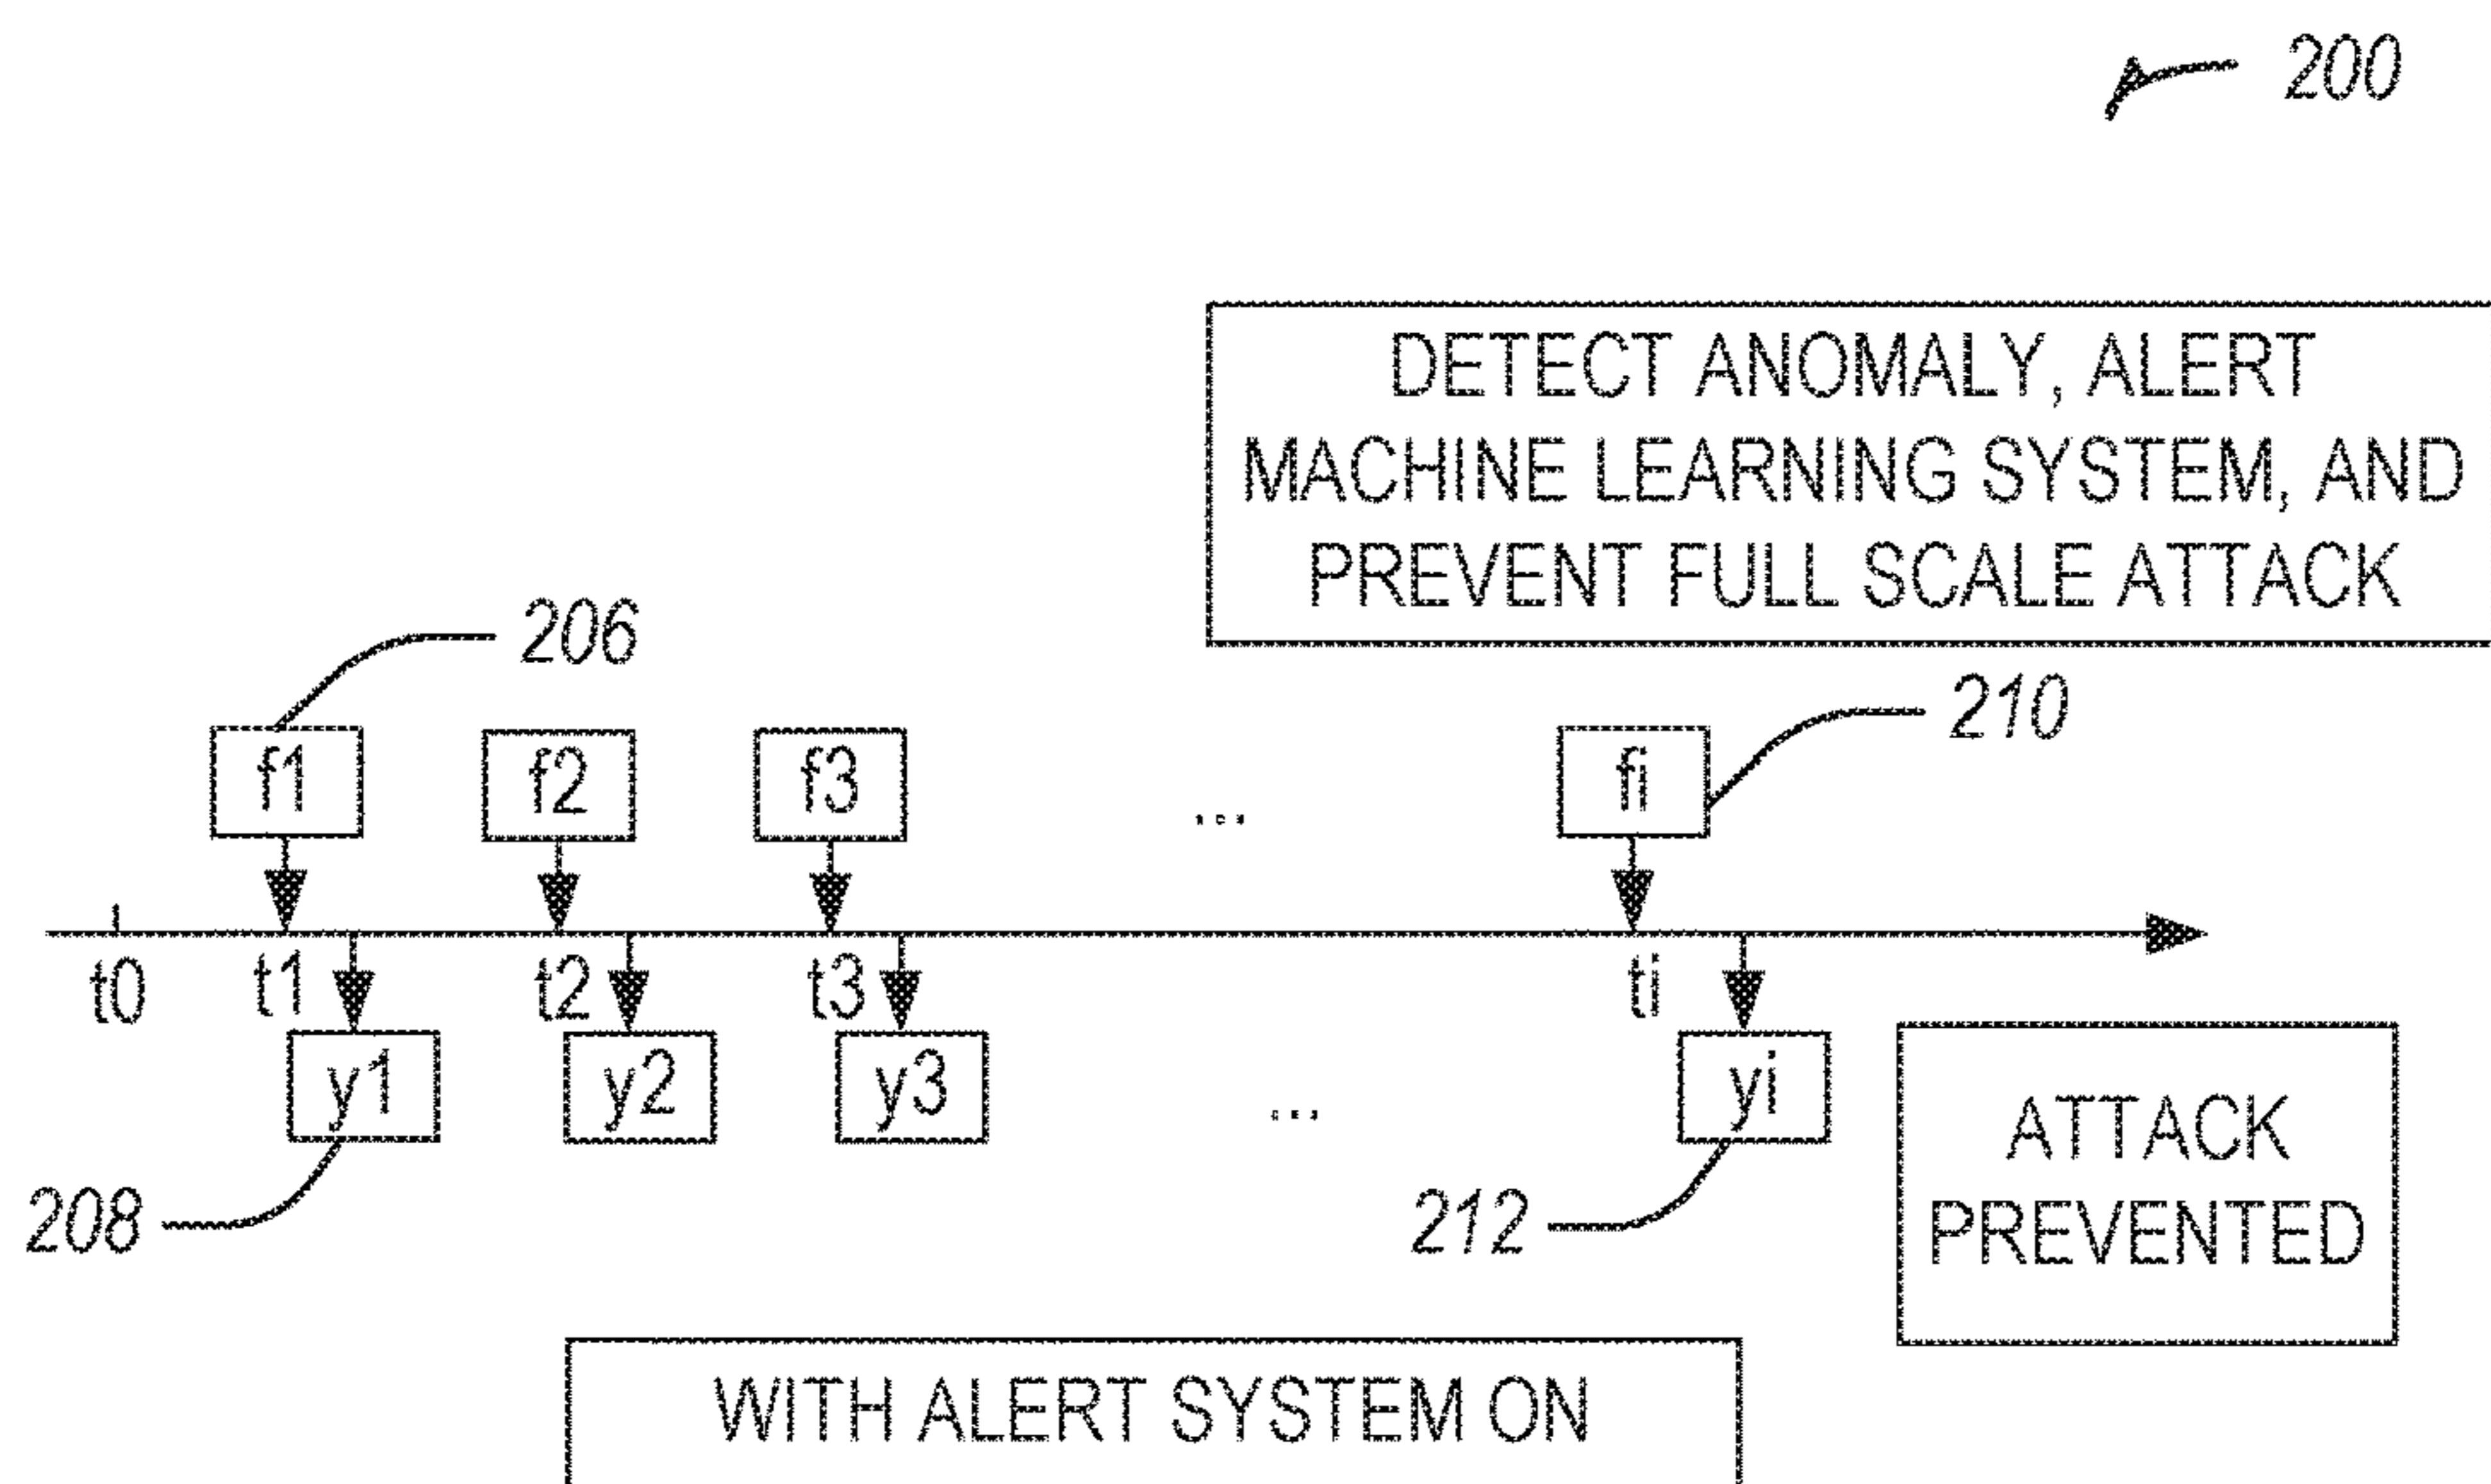 200
DETECT ANOMALY, ALERT
MACHINE LEARNING SYSTEM, AND
PREVENT FULL SCALE ATTACK
206
210
f1 f2 f3 ... fi
t0 t1 t2 t3 ti
y1 y2 y3 ... yi
208
212
ATTACK
PREVENTED
WITH ALERT SYSTEM ON